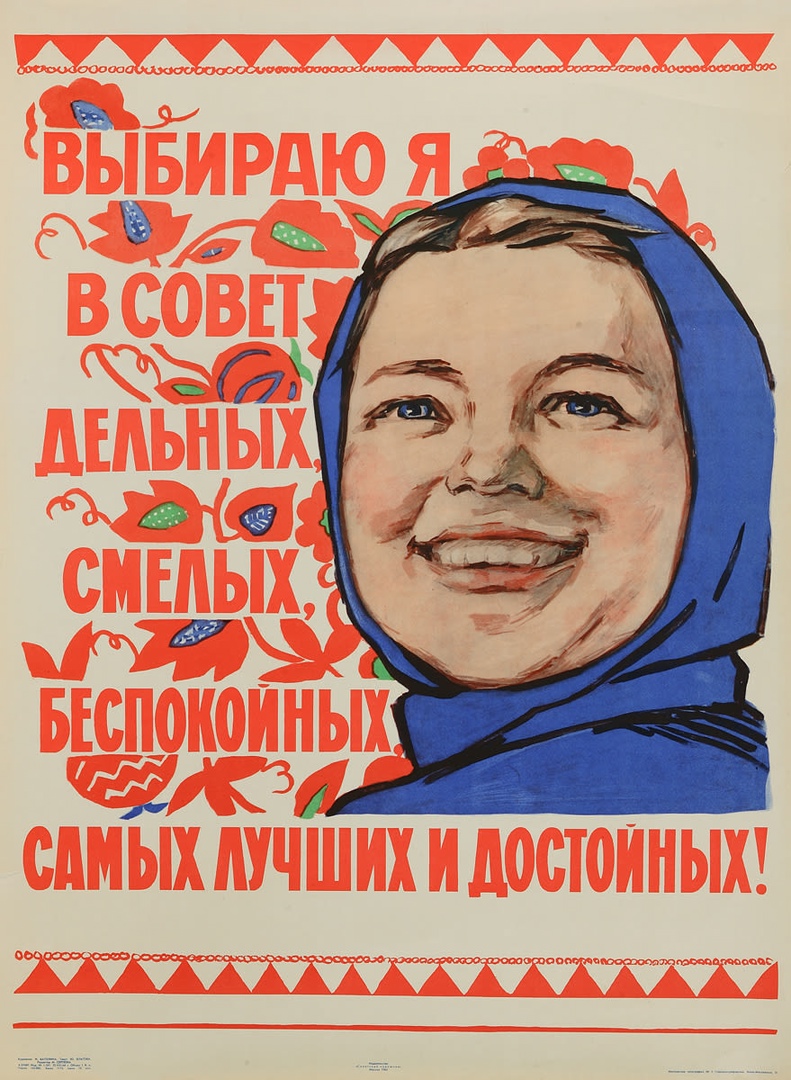 ВЫБИРАЮ Я
В СОВЕТ
ДЕЛЬНЫХ,
СМЕЛЫХ,
БЕСПОКОЙНЫХ,
САМЫХ ЛУЧШИХ И ДОСТОЙНЫХ!